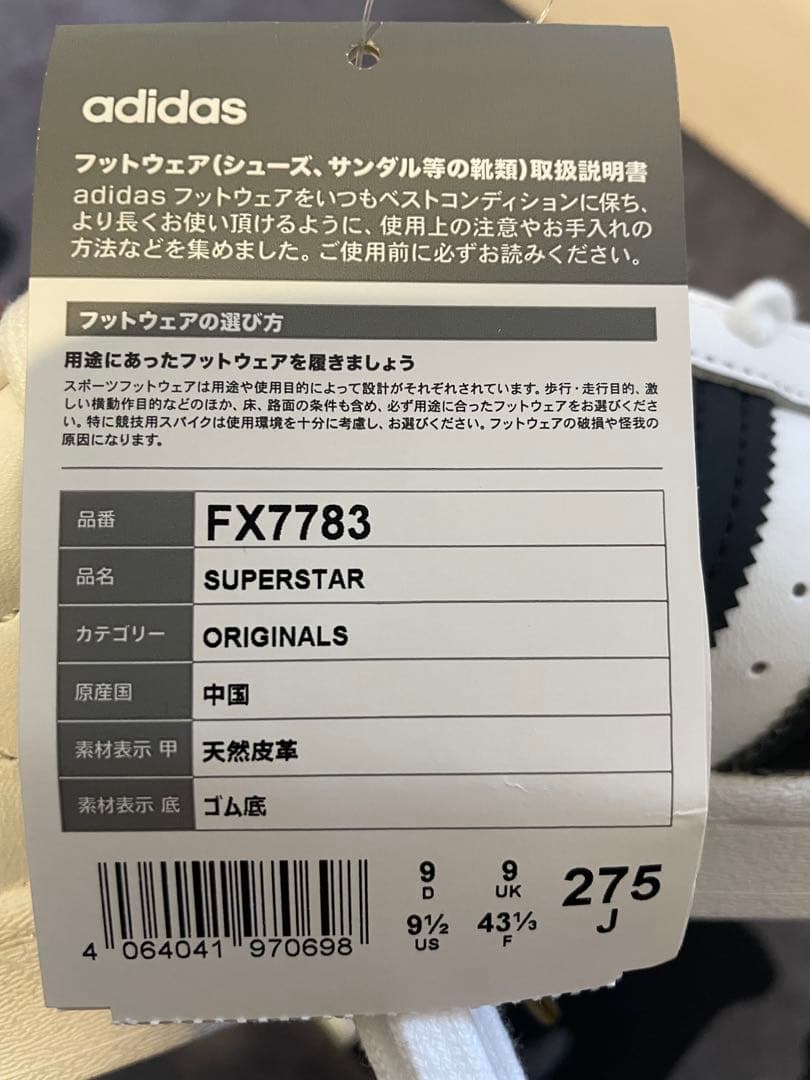 adidas
フットウェア(シューズ、サンダル等の靴類)取扱説明書
adidas フットウェアをいつもベストコンディションに保ち、
より長くお使い頂けるように、使用上の注意やお手入れの
方法などを集めました。ご使用前に必ずお読みください。
フットウェアの選び方
用途にあったフットウェアを履きましょう
スポーツフットウェアは用途や使用目的によって設計がそれぞれされています。歩行・走行目的、激
しい横動作目的などのほか、床、路面の条件も含め、必ず用途に合ったフットウェアをお選びくださ
い。特に競技用スパイクは使用環境を十分に考慮し、お選びください。フットウェアの破損や怪我の
原因になります。
品番 FX7783
品名 SUPERSTAR
カテゴリー ORIGINALS
原産国 中国
素材表示 甲 天然皮革
素材表示 底 ゴム底
9 D 9 UK 275 J
9½ US 43⅓ F
4 064041 970698